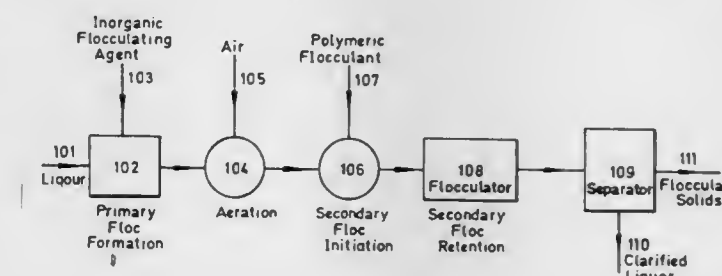 Inorganic
Flocculating
Agent
103
Air
105
Polymeric
Flocculant
107
101
Liqour
102
104
106
108
Flocculator
109
Separator
111
Floccula
Solids
Primary
Floc
Formation
Aeration
Secondary
Floc
Initiation
Secondary
Floc
Retention
110
Clarified